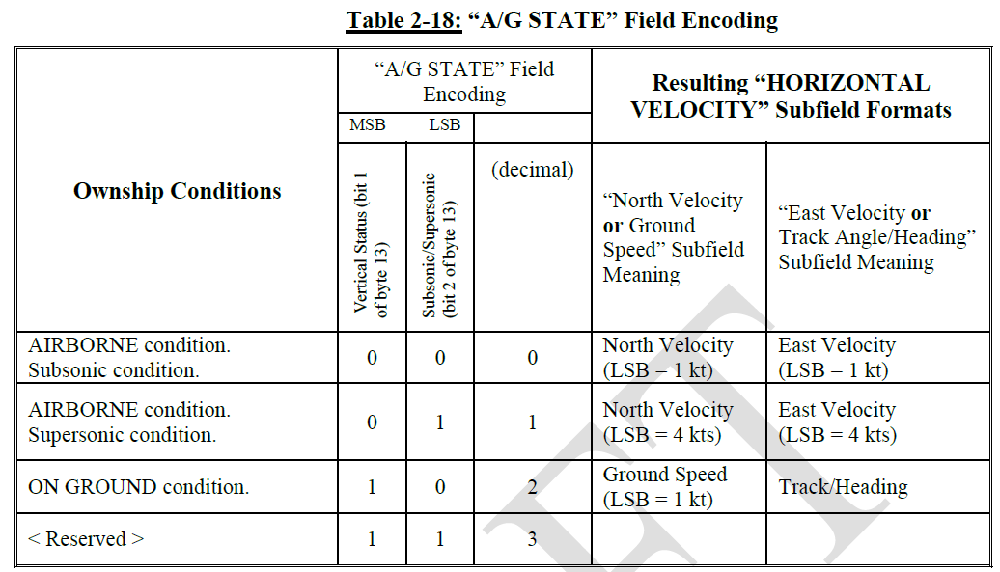 Table 2-18: “A/G STATE” Field Encoding
Ownship Conditions
“A/G STATE” Field
Encoding
Resulting “HORIZONTAL
VELOCITY” Subfield Formats
MSB LSB
Vertical Status (bit 1
of byte 13)
Subsonic/Supersonic
(bit 2 of byte 13)
(decimal)
“North Velocity
or Ground
Speed” Subfield
Meaning
“East Velocity or
Track Angle/Heading”
Subfield Meaning
AIRBORNE condition.
Subsonic condition.
0 0 0
North Velocity
(LSB = 1 kt)
East Velocity
(LSB = 1 kt)
AIRBORNE condition.
Supersonic condition.
0 1 1
North Velocity
(LSB = 4 kts)
East Velocity
(LSB = 4 kts)
ON GROUND condition.
1 0 2
Ground Speed
(LSB = 1 kt)
Track/Heading
< Reserved >
1 1 3